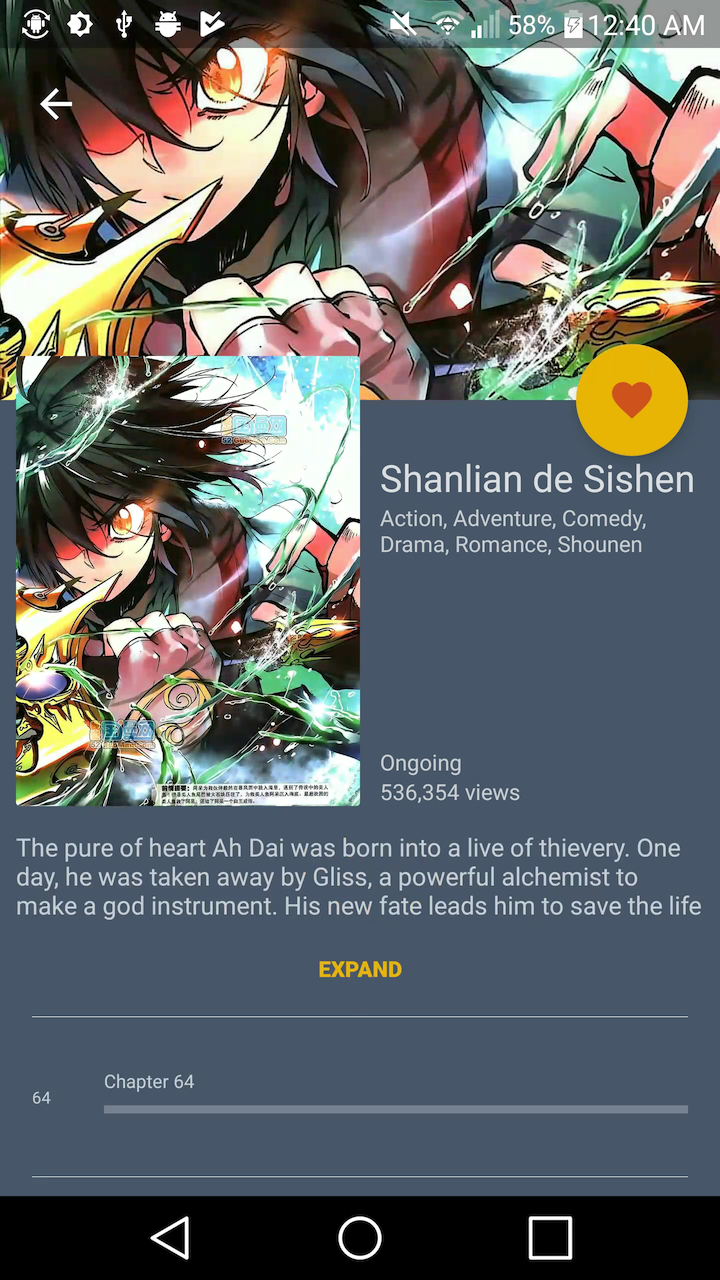 58% 12:40 AM
Shanlian de Sishen
Action, Adventure, Comedy,
Drama, Romance, Shounen
Ongoing
536,354 views
The pure of heart Ah Dai was born into a live of thievery. One
day, he was taken away by Gliss, a powerful alchemist to
make a god instrument. His new fate leads him to save the life
EXPAND
64
Chapter 64